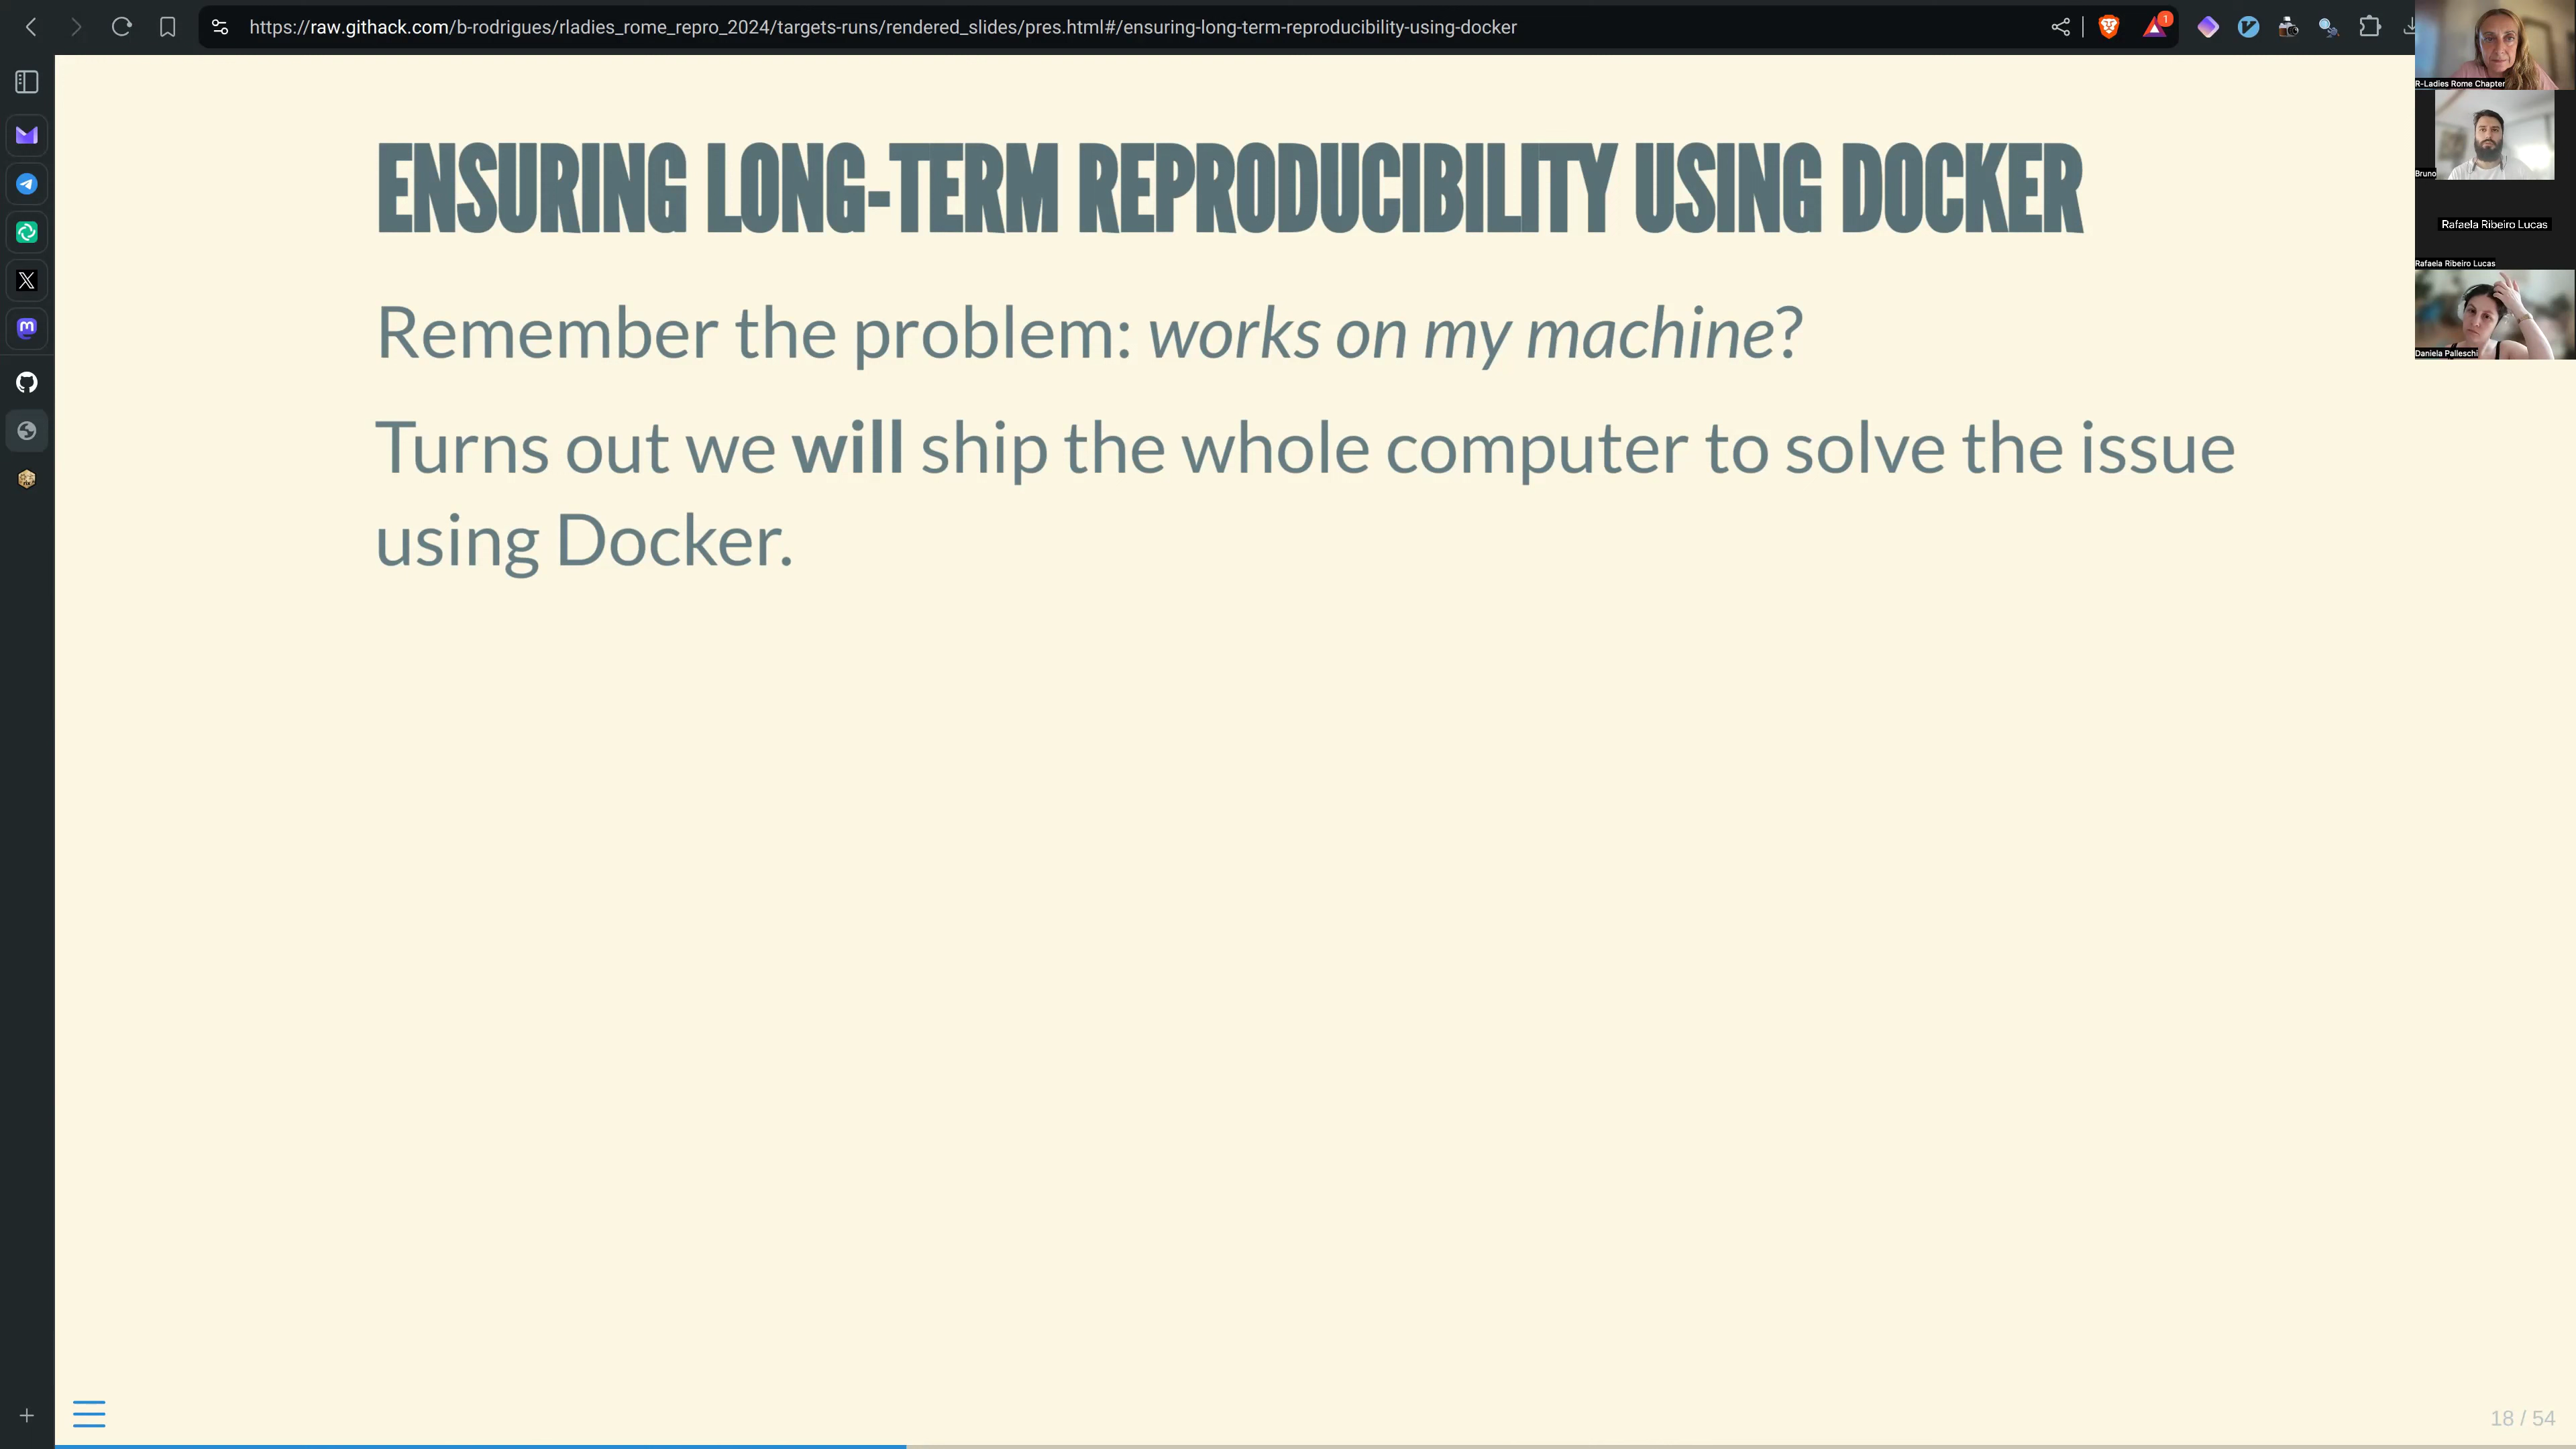 https://raw.githack.com/b-rodrigues/rladies_rome_repro_2024/targets-runs/rendered_slides/pres.html#/ensuring-long-term-reproducibility-using-docker
1
R-Ladies Rome Chapter
Bruno
Rafaela Ribeiro Lucas
Rafaela Ribeiro Lucas
Daniela Palleschi
ENSURING LONG-TERM REPRODUCIBILITY USING DOCKER
Remember the problem: works on my machine?
Turns out we will ship the whole computer to solve the issue
using Docker.
18 / 54